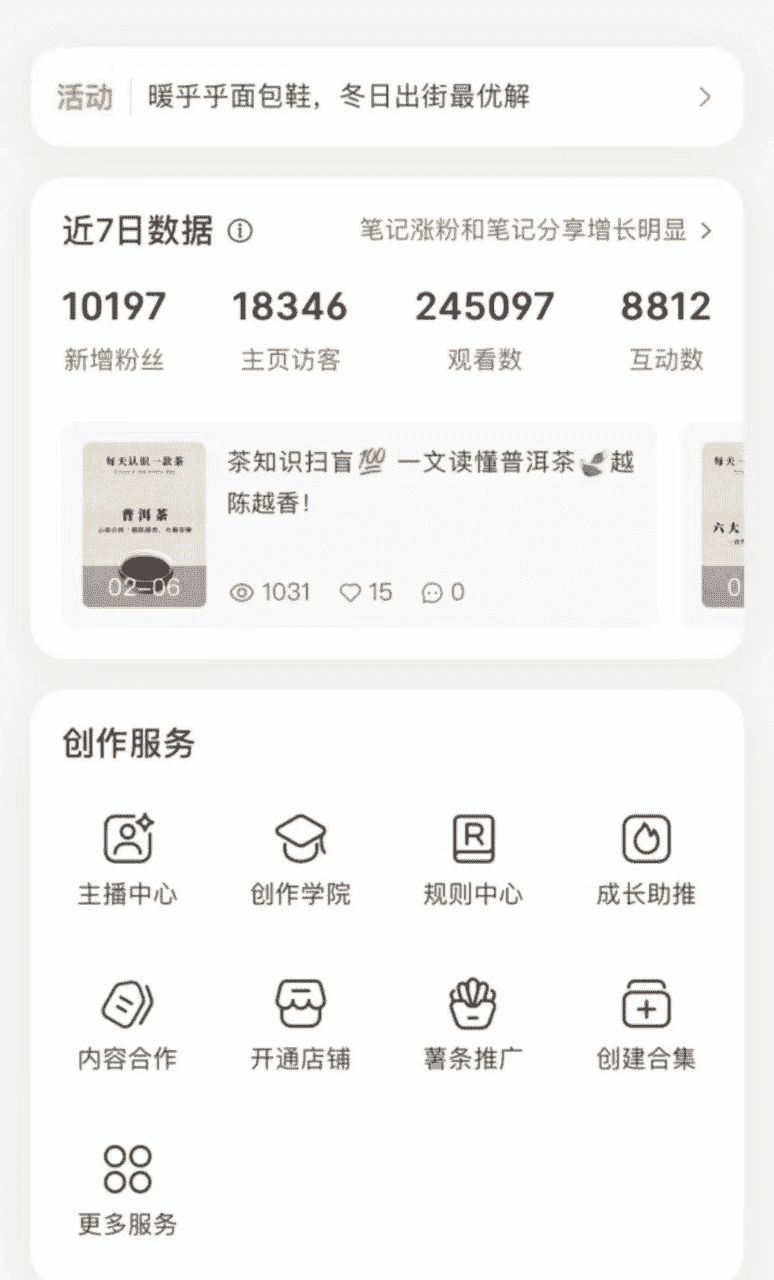 活动 暖乎乎面包鞋，冬日出街最优解
近7日数据 笔记涨粉和笔记分享增长明显
10197 18346 245097 8812
新增粉丝 主页访客 观看数 互动数
每天认识一款茶
普洱茶
02-06
茶知识扫盲💯 一文读懂普洱茶🍃越
陈越香！
1031 15 0
每天一
六大
0
创作服务
主播中心 创作学院 规则中心 成长助推
内容合作 开通店铺 薯条推广 创建合集
更多服务